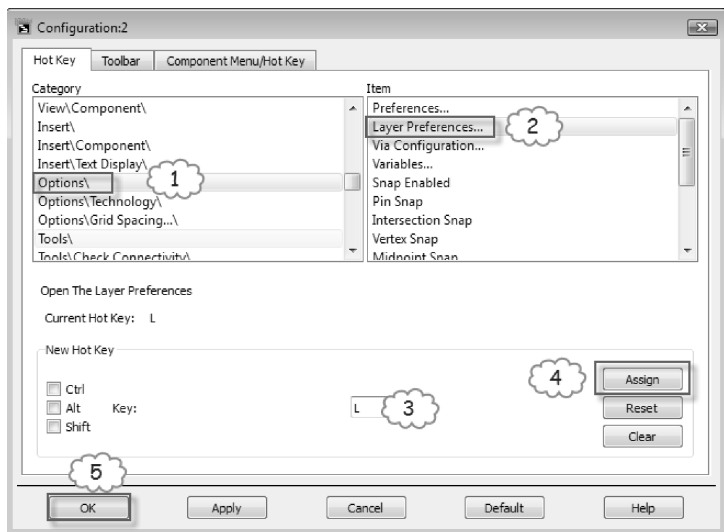 Configuration:2
Hot Key
Toolbar
Component Menu/Hot Key
Category
View\Component\
Insert\
Insert\Component\
Insert\Text Display\
Options\
Options\Technology\
Options\Grid Spacing...\
Tools\
Tools\Check Connectivity\
1
Item
Preferences...
Layer Preferences...
Via Configuration...
Variables...
Snap Enabled
Pin Snap
Intersection Snap
Vertex Snap
Midpoint Snap
2
Open The Layer Preferences
Current Hot Key: L
New Hot Key
Ctrl
Alt
Shift
Key:
L
3
4
Assign
Reset
Clear
5
OK
Apply
Cancel
Default
Help